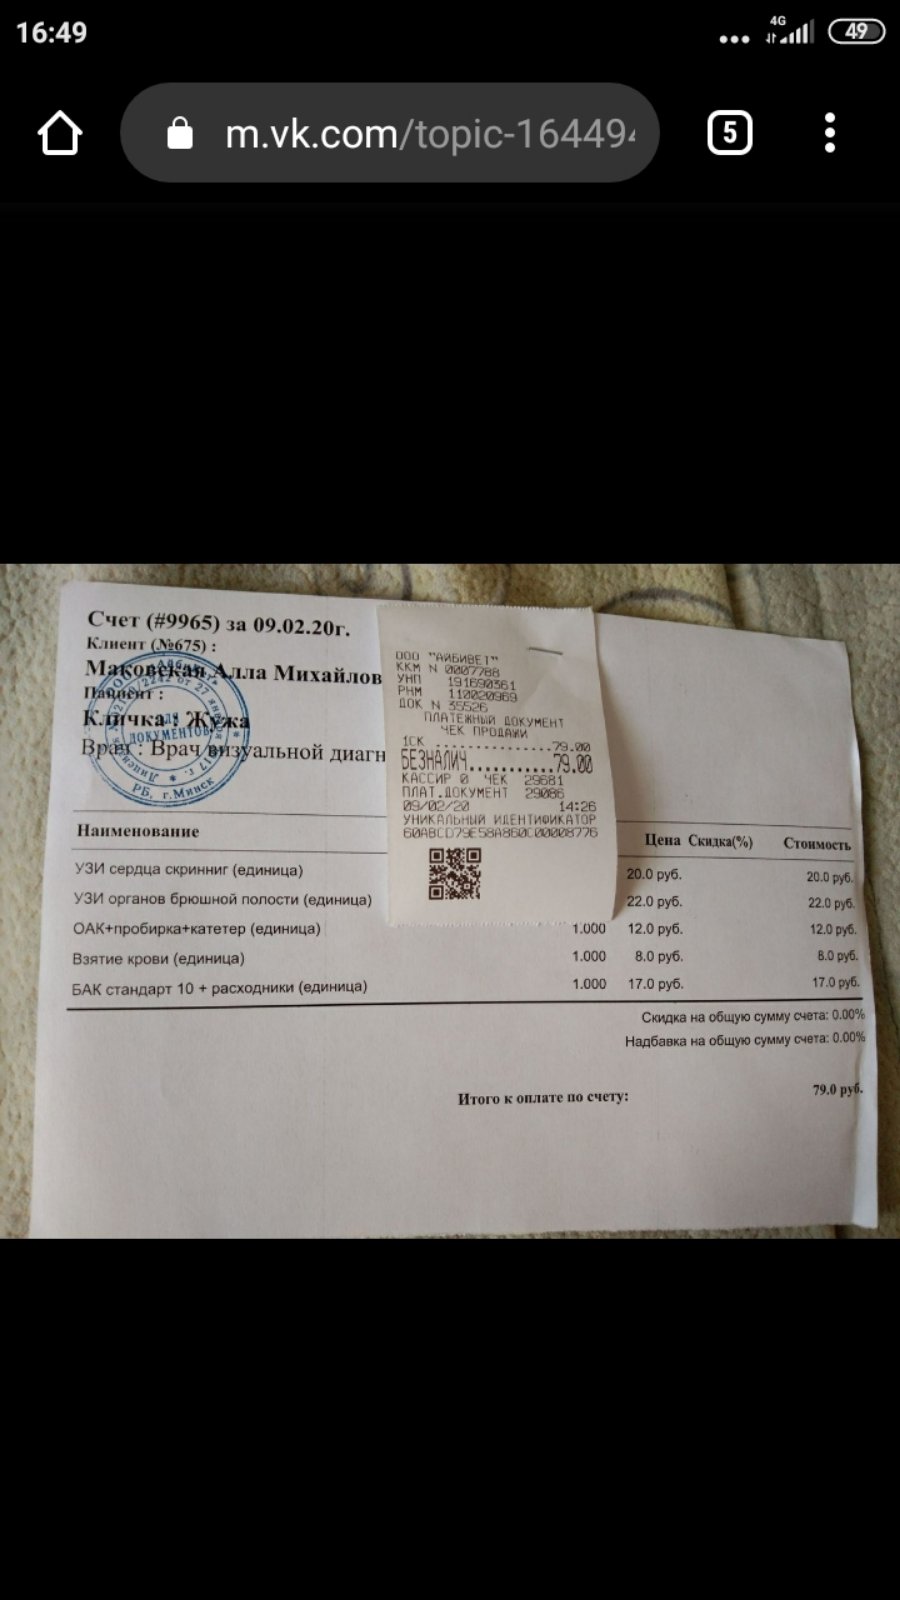 16:49
4G
49
m.vk.com/topic-16449
5
Счет (#9965) за 09.02.20г.
Клиент (№675) :
Маковская Алла Михайлов
Пациент :
Кличка : Жужа
Врач : Врач визуальной диагн
ДЛЯ
ДОКУМЕНТОВ
РБ, г.Минск
ООО "АЙБИВЕТ"
ККМ N 0007788
УНП 191690361
РНМ 110020969
ДОК N 35526
ПЛАТЕЖНЫЙ ДОКУМЕНТ
ЧЕК ПРОДАЖИ
1СК ..............79.00
БЕЗНАЛИЧ...........79.00
КАССИР 0 ЧЕК 29681
ПЛАТ.ДОКУМЕНТ 29086
09/02/20 14:26
УНИКАЛЬНЫЙ ИДЕНТИФИКАТОР
60ABCD79E58A860C00008776
Наименование Цена Скидка(%) Стоимость
УЗИ сердца скринниг (единица) 20.0 руб. 20.0 руб.
УЗИ органов брюшной полости (единица) 22.0 руб. 22.0 руб.
ОАК+пробирка+катетер (единица) 1.000 12.0 руб. 12.0 руб.
Взятие крови (единица) 1.000 8.0 руб. 8.0 руб.
БАК стандарт 10 + расходники (единица) 1.000 17.0 руб. 17.0 руб.
Скидка на общую сумму счета: 0.00%
Надбавка на общую сумму счета: 0.00%
Итого к оплате по счету: 79.0 руб.